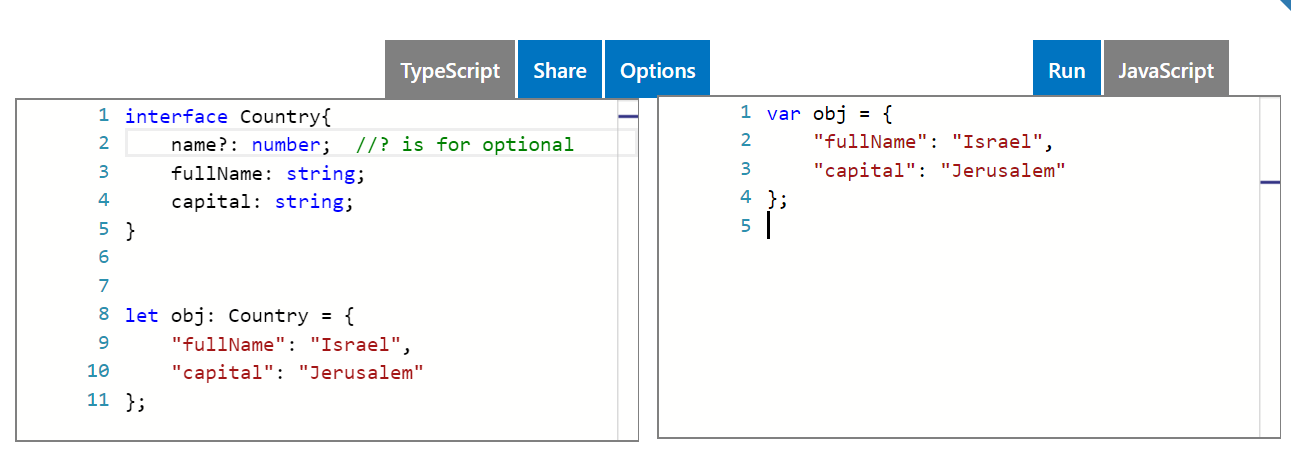 TypeScript Share Options
1 interface Country{
2 name?: number; //? is for optional
3 fullName: string;
4 capital: string;
5 }
6
7
8 let obj: Country = {
9 "fullName": "Israel",
10 "capital": "Jerusalem"
11 };
Run JavaScript
1 var obj = {
2 "fullName": "Israel",
3 "capital": "Jerusalem"
4 };
5